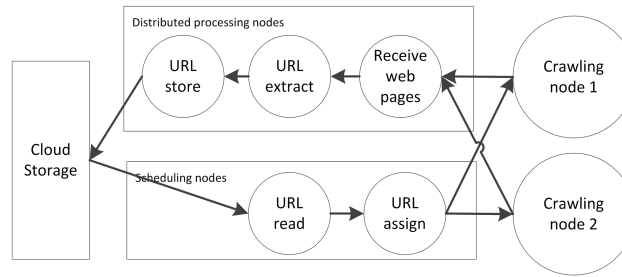 Distributed processing nodes
URL
store
URL
extract
Receive
web
pages
Crawling
node 1
Cloud
Storage
Scheduling nodes
URL
read
URL
assign
Crawling
node 2